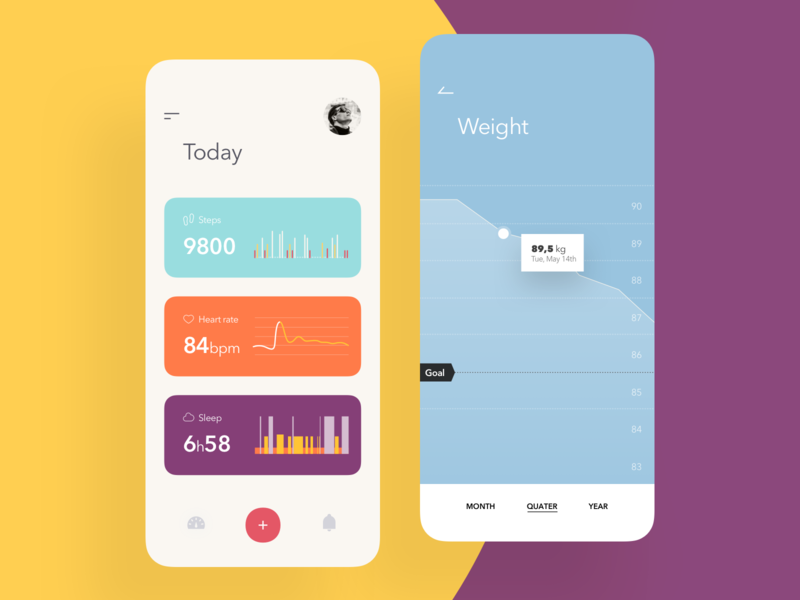 Today
Steps
9800
Heart rate
84bpm
Sleep
6h58
+
Weight
90
89
89,5 kg
Tue, May 14th
88
87
86
Goal
85
84
83
MONTH QUATER YEAR